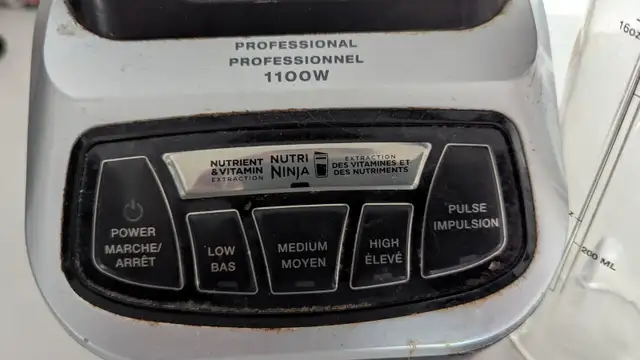 PROFESSIONAL
PROFESSIONNEL
1100W
NUTRIENT
& VITAMIN
EXTRACTION
NUTRI
NINJA
EXTRACTION
DES VITAMINES ET
DES NUTRIMENTS
POWER
MARCHE/
ARRÊT
LOW
BAS
MEDIUM
MOYEN
HIGH
ÉLEVÉ
PULSE
IMPULSION
16oz
200 ML